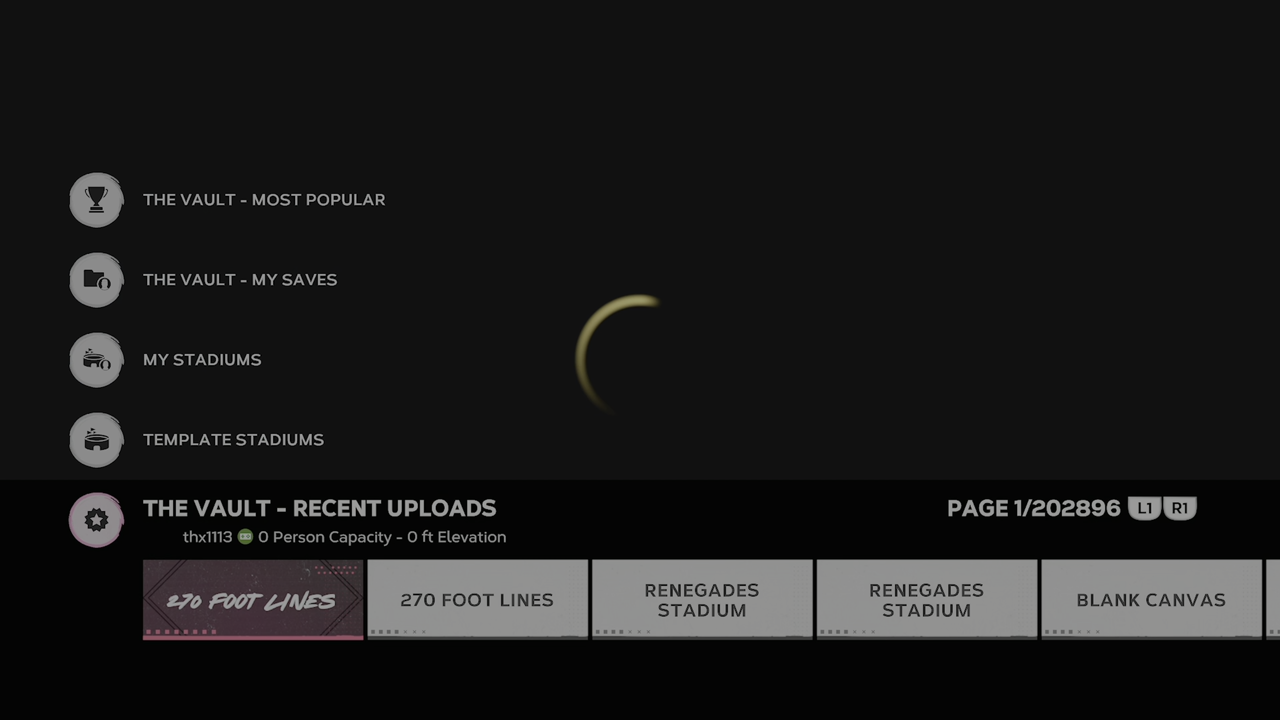 THE VAULT - MOST POPULAR
THE VAULT - MY SAVES
MY STADIUMS
TEMPLATE STADIUMS
THE VAULT - RECENT UPLOADS
PAGE 1/202896 L1 R1
thx1113 0 Person Capacity - 0 ft Elevation
270 FOOT LINES
270 FOOT LINES
RENEGADES
STADIUM
RENEGADES
STADIUM
BLANK CANVAS